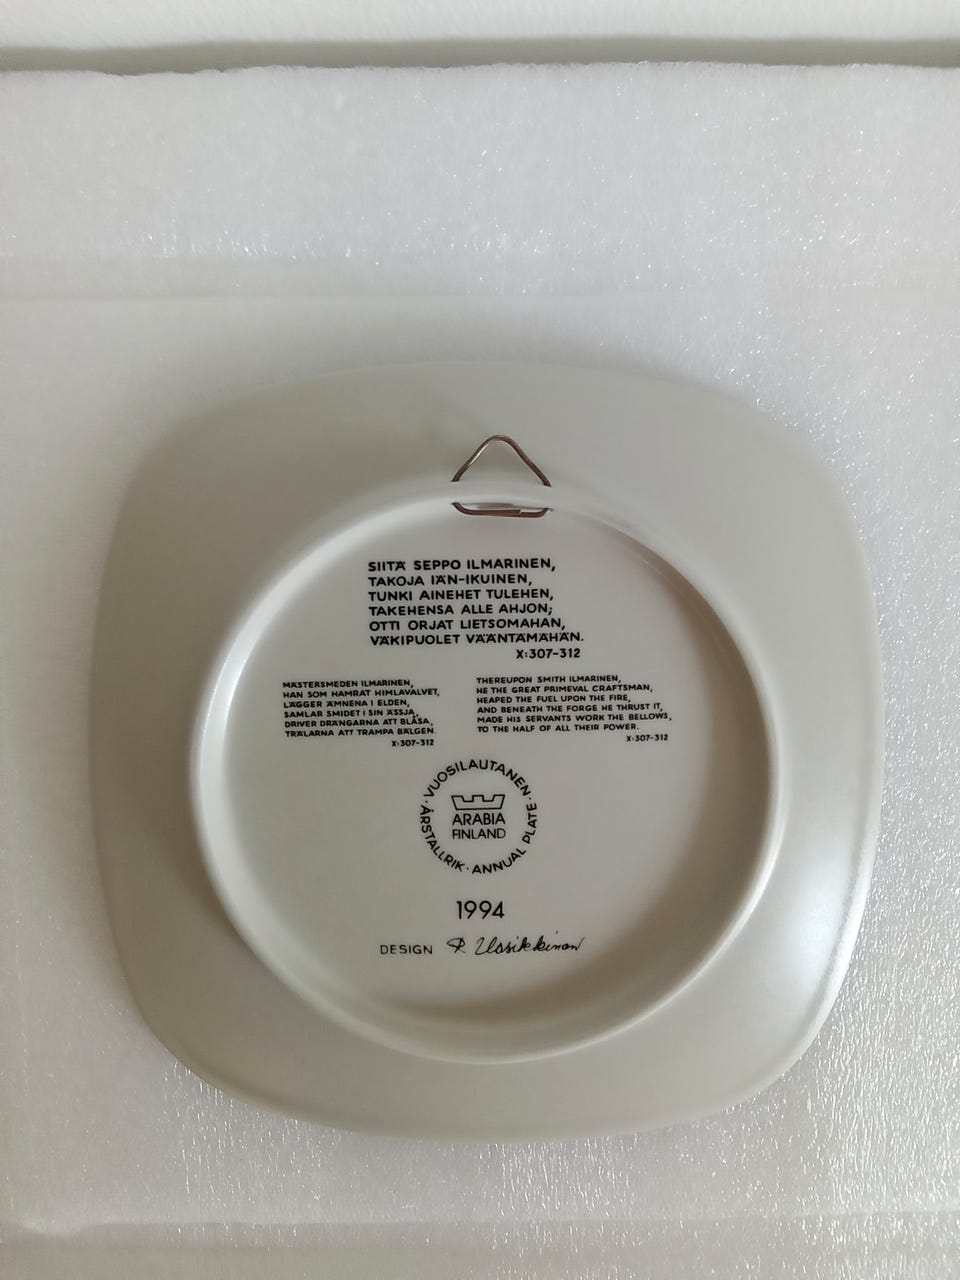 SIITÄ SEPPO ILMARINEN,
TAKOJA IÄN-IKUINEN,
TUNKI AINEHET TULEHEN,
TAKEHENSA ALLE AHJON;
OTTI ORJAT LIETSOMAHAN,
VÄKIPUOLET VÄÄNTÄMÄHÄN.
X:307-312
MÄSTERSMEDEN ILMARINEN,
HAN SOM HAMRAT HIMLAVALVET,
LÄGGER ÄMNENA I ELDEN,
SAMLAR SMIDET I SIN ÄSSJA,
DRIVER DRÄNGARNA ATT BLÅSA,
TRÄLARNA ATT TRAMPA BÄLGEN.
X:307-312
THEREUPON SMITH ILMARINEN,
HE THE GREAT PRIMEVAL CRAFTSMAN,
HEAPED THE FUEL UPON THE FIRE,
AND BENEATH THE FORGE HE THRUST IT,
MADE HIS SERVANTS WORK THE BELLOWS,
TO THE HALF OF ALL THEIR POWER.
X:307-312
· VUOSILAUTANEN · ANNUAL PLATE · ÅRSTALLRIK
ARABIA
FINLAND
1994
DESIGN R. Uosikkinen